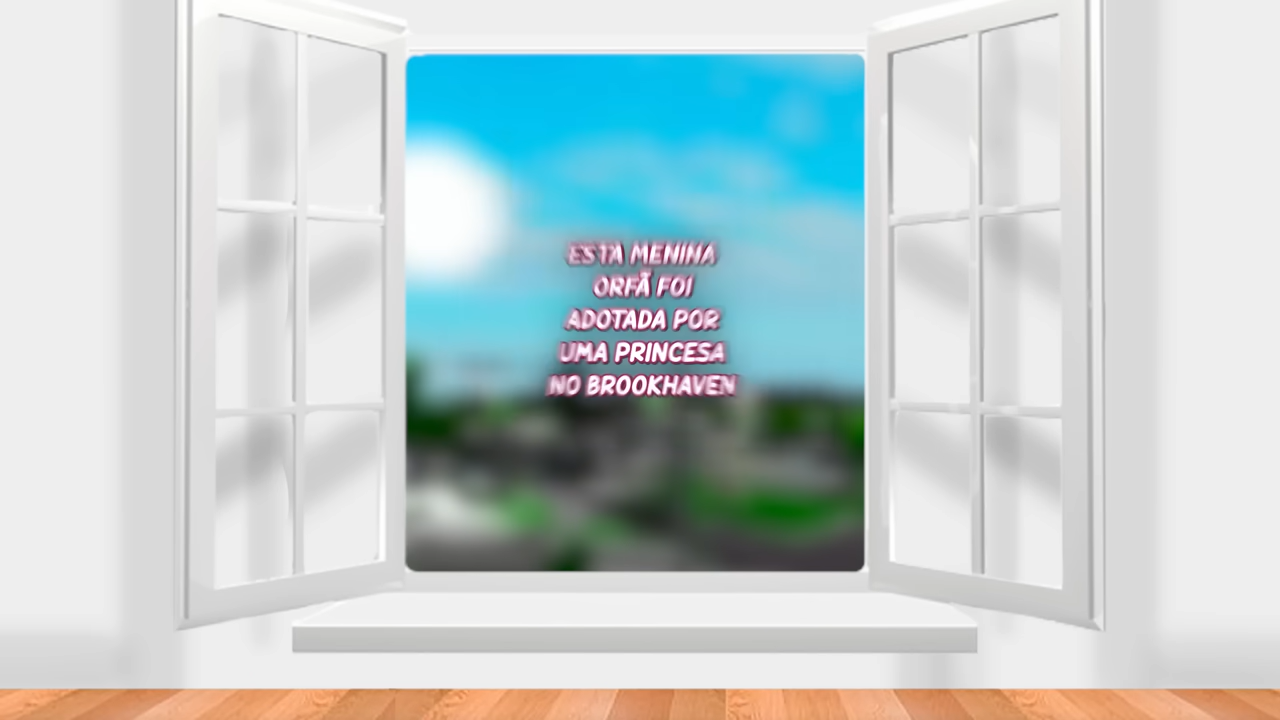 ESTA MENINA
ORFÃ FOI
ADOTADA POR
UMA PRINCESA
NO BROOKHAVEN